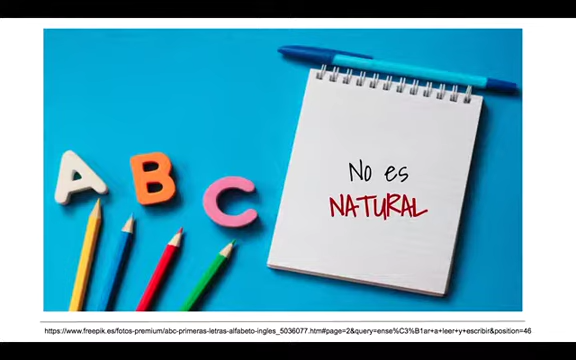 A B C
No es
NATURAL
https://www.freepik.es/fotos-premium/abc-primeras-letras-alfabeto-ingles_5036077.htm#page=2&query=ense%C3%B1ar+a+leer+y+escribir&position=46